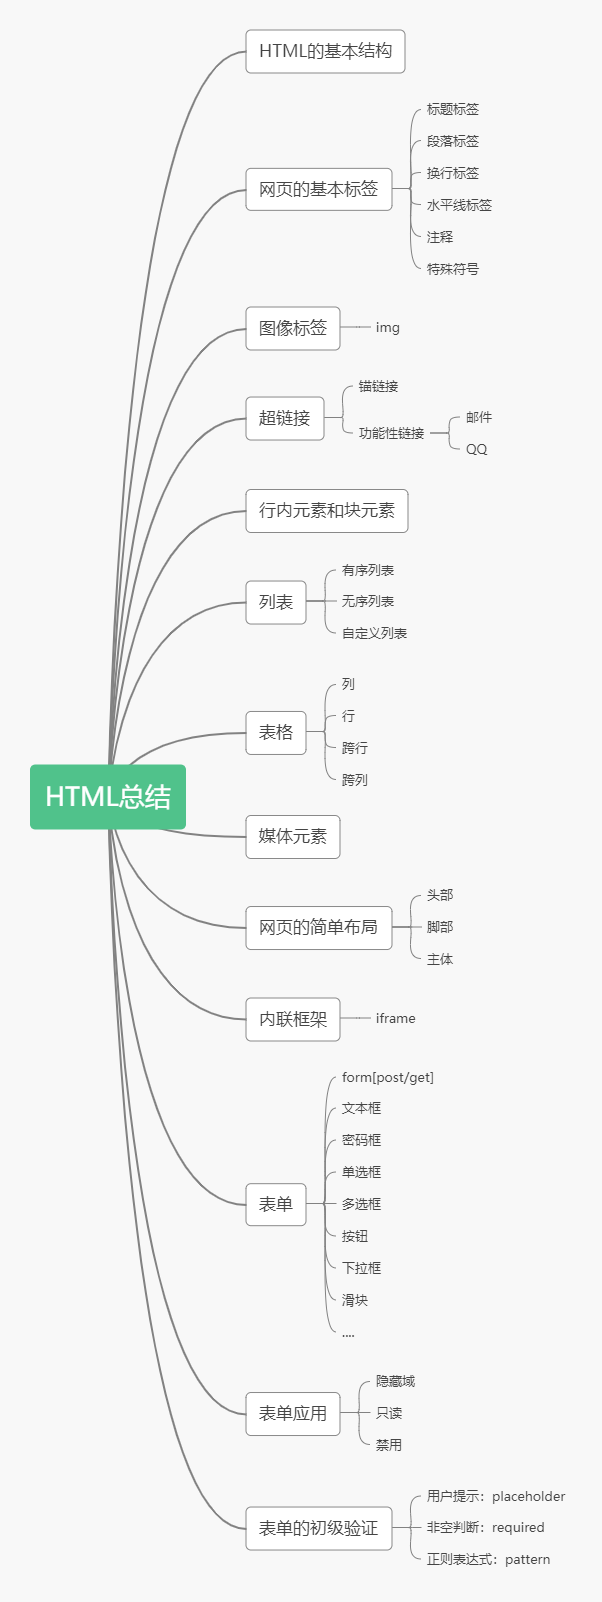 HTML总结
HTML的基本结构
网页的基本标签
标题标签
段落标签
换行标签
水平线标签
注释
特殊符号
图像标签
img
超链接
锚链接
功能性链接
邮件
QQ
行内元素和块元素
列表
有序列表
无序列表
自定义列表
表格
列
行
跨行
跨列
媒体元素
网页的简单布局
头部
脚部
主体
内联框架
iframe
表单
form[post/get]
文本框
密码框
单选框
多选框
按钮
下拉框
滑块
....
表单应用
隐藏域
只读
禁用
表单的初级验证
用户提示：placeholder
非空判断：required
正则表达式：pattern